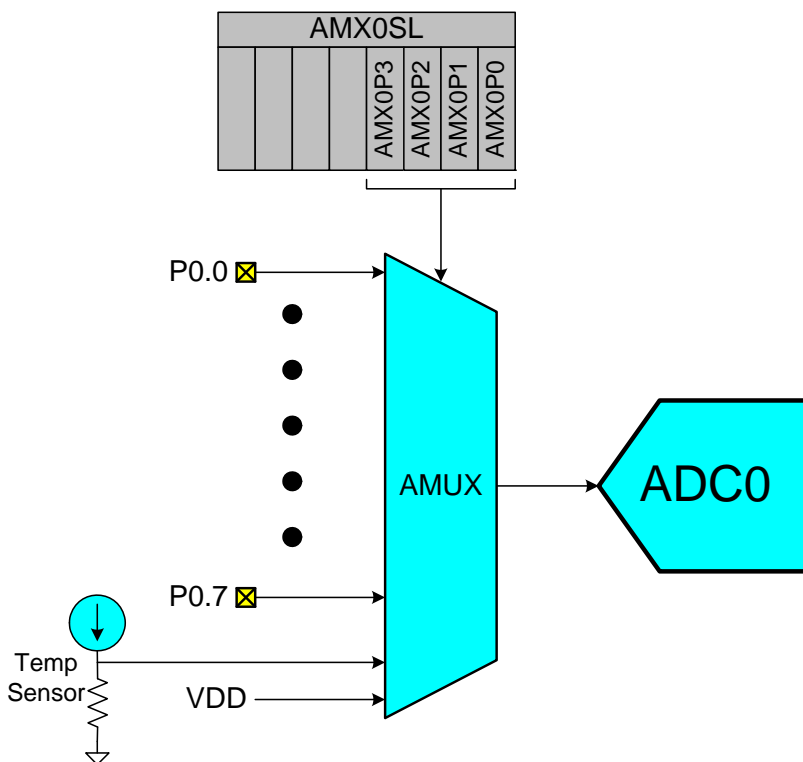 AMX0SL
AMX0P3
AMX0P2
AMX0P1
AMX0P0
P0.0
AMUX
ADC0
P0.7
Temp
Sensor
VDD